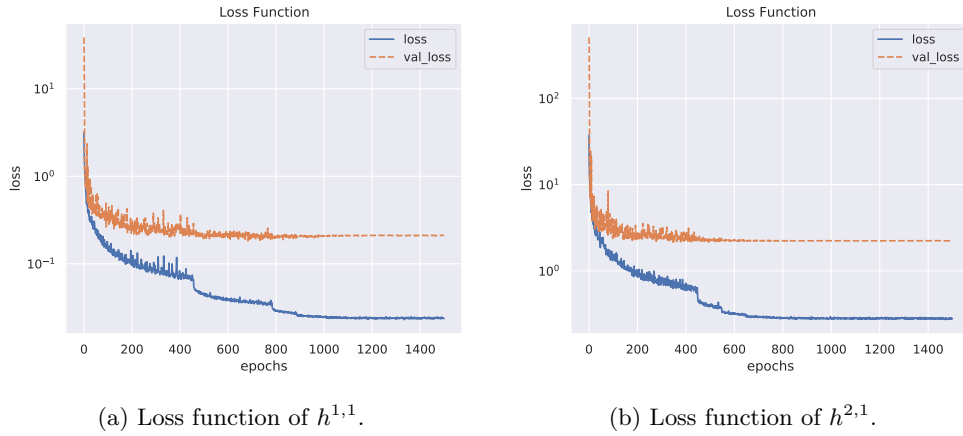 Loss Function
loss
val_loss
10^1
10^0
10^{-1}
loss
0 200 400 600 800 1000 1200 1400
epochs
(a) Loss function of h^{1,1}.
Loss Function
loss
val_loss
10^2
10^1
10^0
loss
0 200 400 600 800 1000 1200 1400
epochs
(b) Loss function of h^{2,1}.